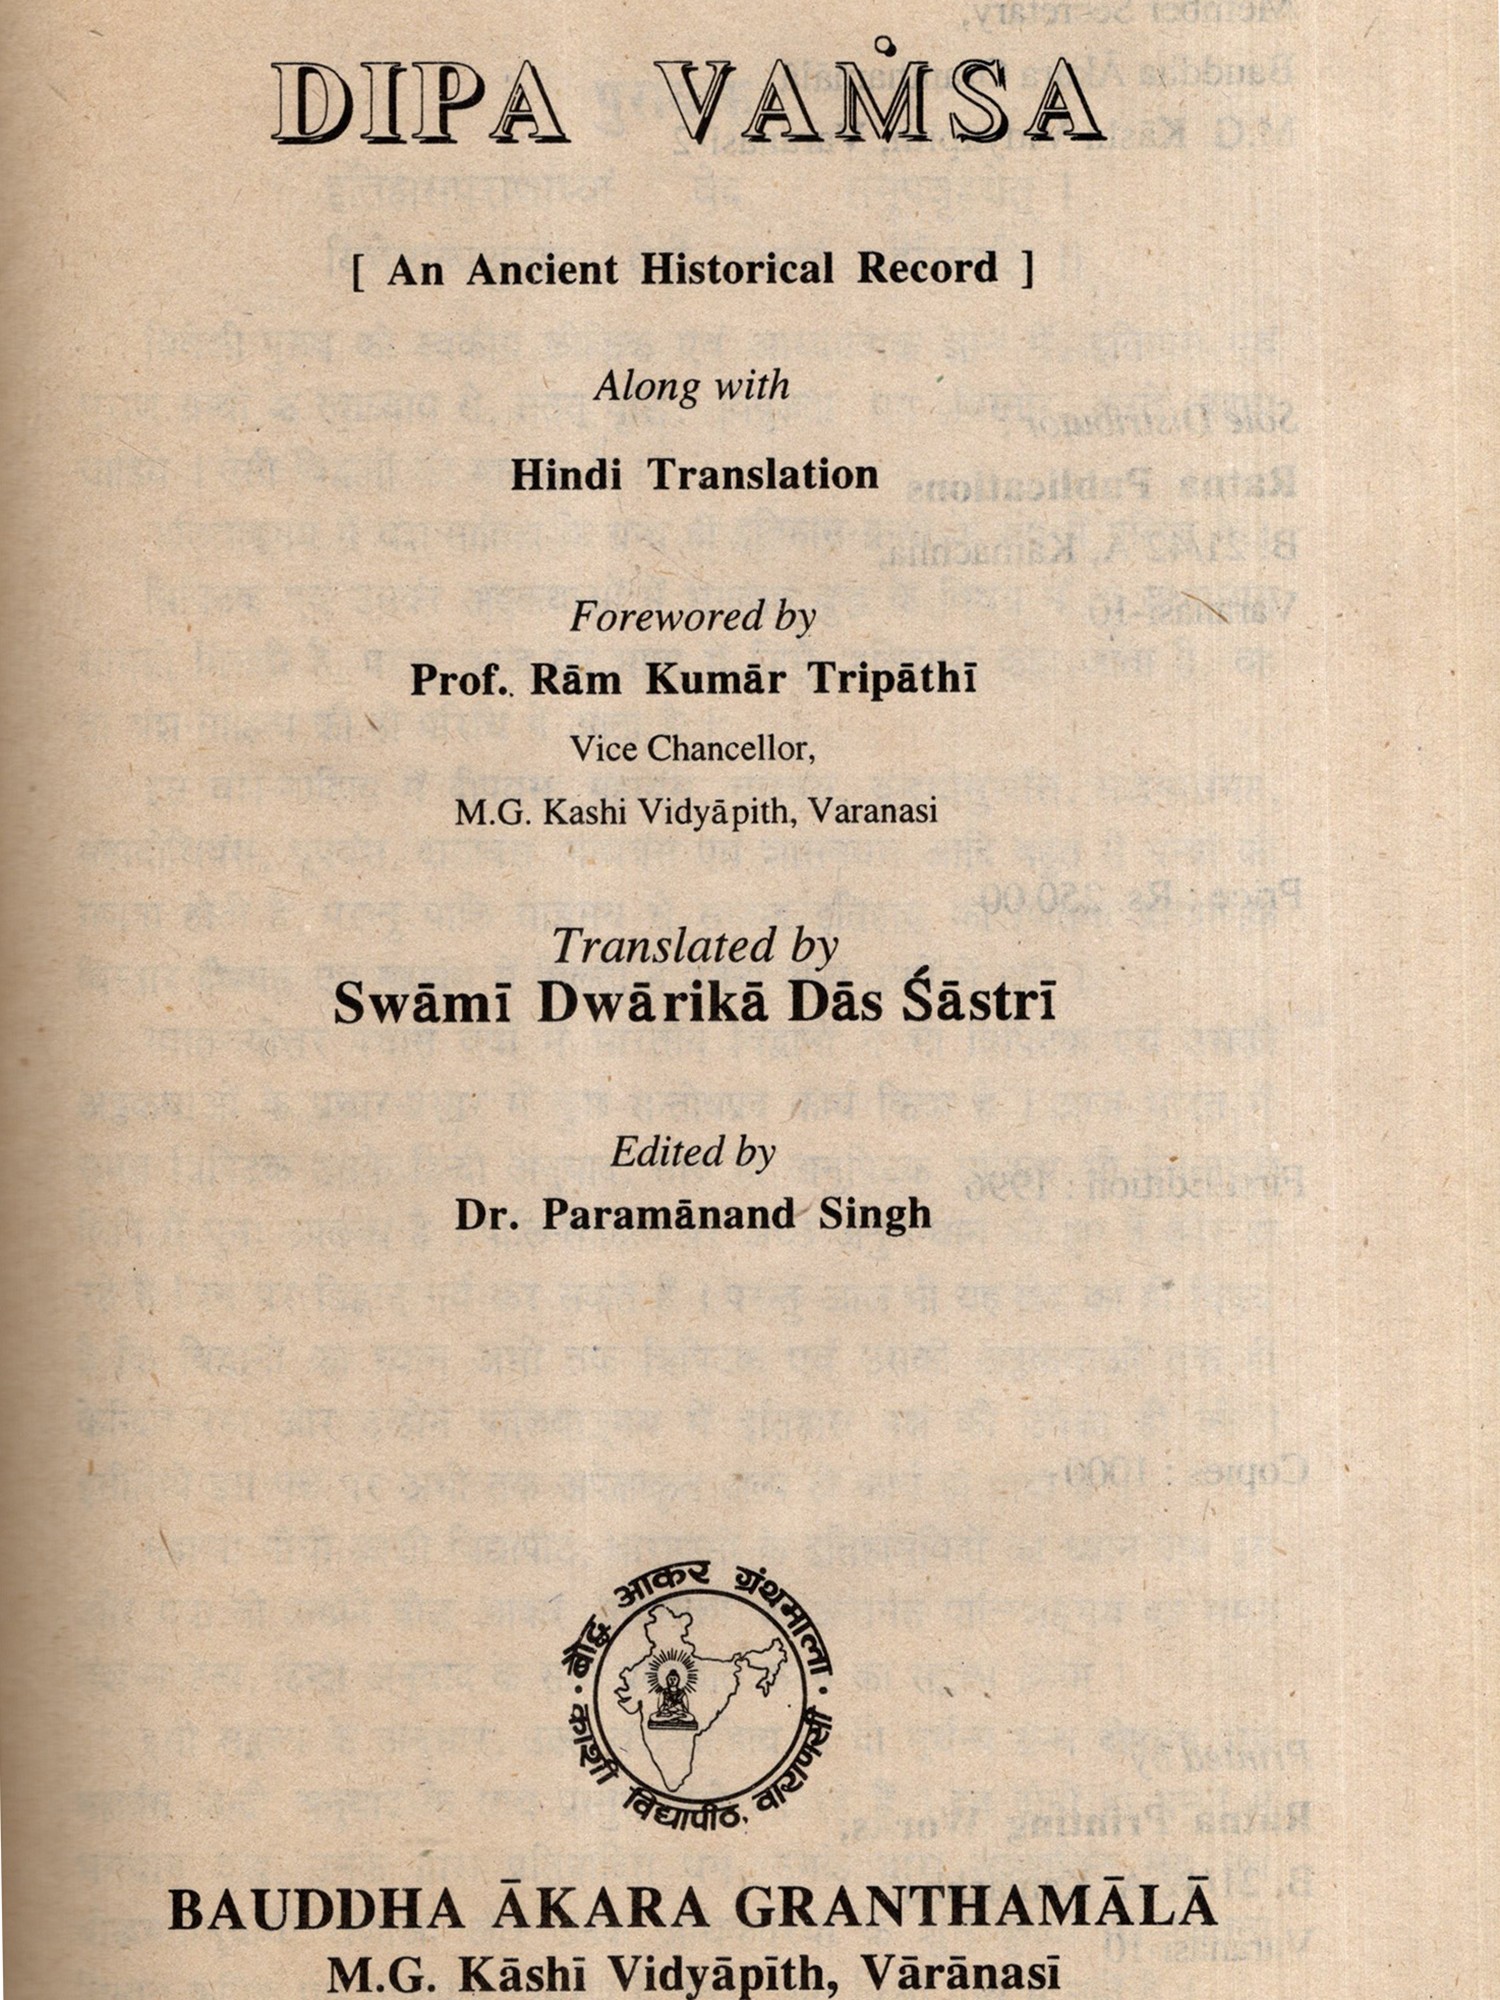 DIPA VAṀSA
[ An Ancient Historical Record ]
Along with
Hindi Translation
Forewored by
Prof. Rām Kumār Tripāthī
Vice Chancellor,
M.G. Kashi Vidyāpith, Varanasi
Translated by
Swāmī Dwārikā Dās Śāstrī
Edited by
Dr. Paramānand Singh
बौद्ध आकर ग्रंथमाला
काशी विद्यापीठ, वाराणसी
BAUDDHA ĀKARA GRANTHAMĀLĀ
M.G. Kāshī Vidyāpīth, Vārānasī